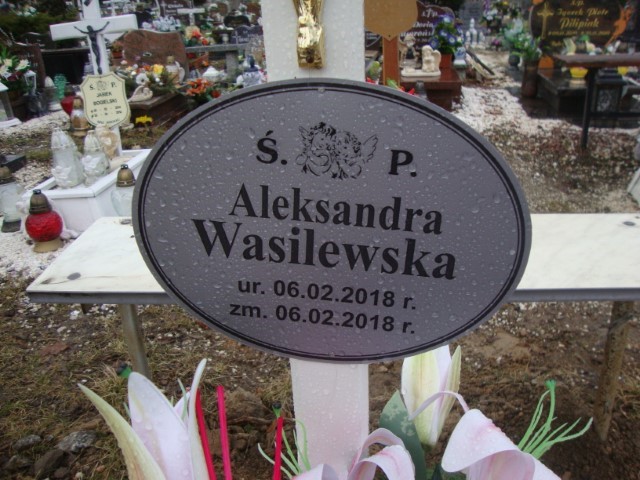 Ś. P.
Aleksandra
Wasilewska
ur. 06.02.2018 r.
zm. 06.02.2018 r.
Ś. P.